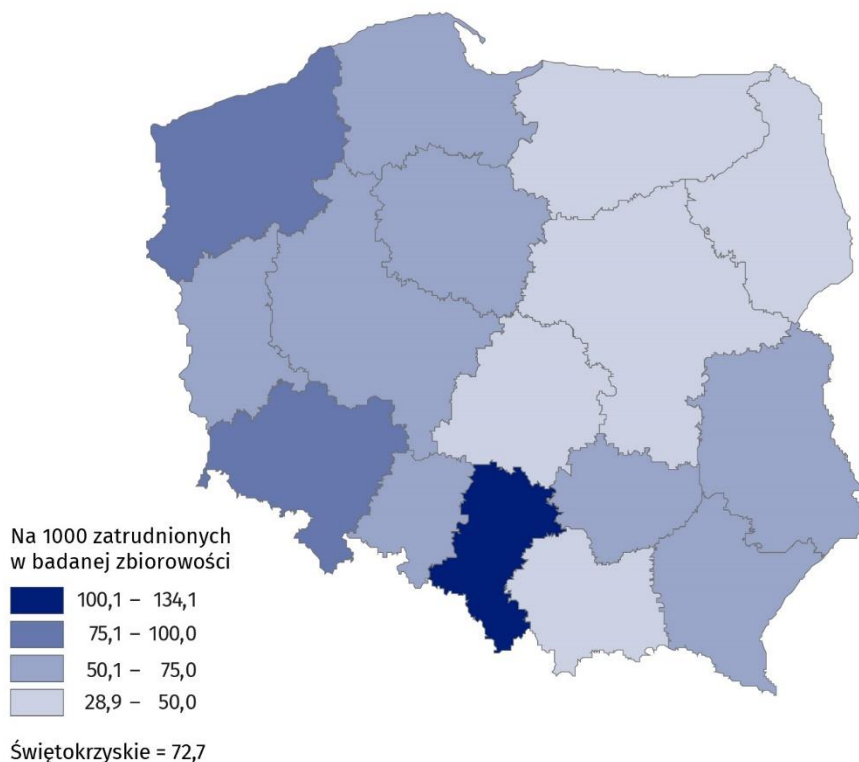 Na 1000 zatrudnionych
w badanej zbiorowości
100,1 – 134,1
75,1 – 100,0
50,1 – 75,0
28,9 – 50,0
Świętokrzyskie = 72,7